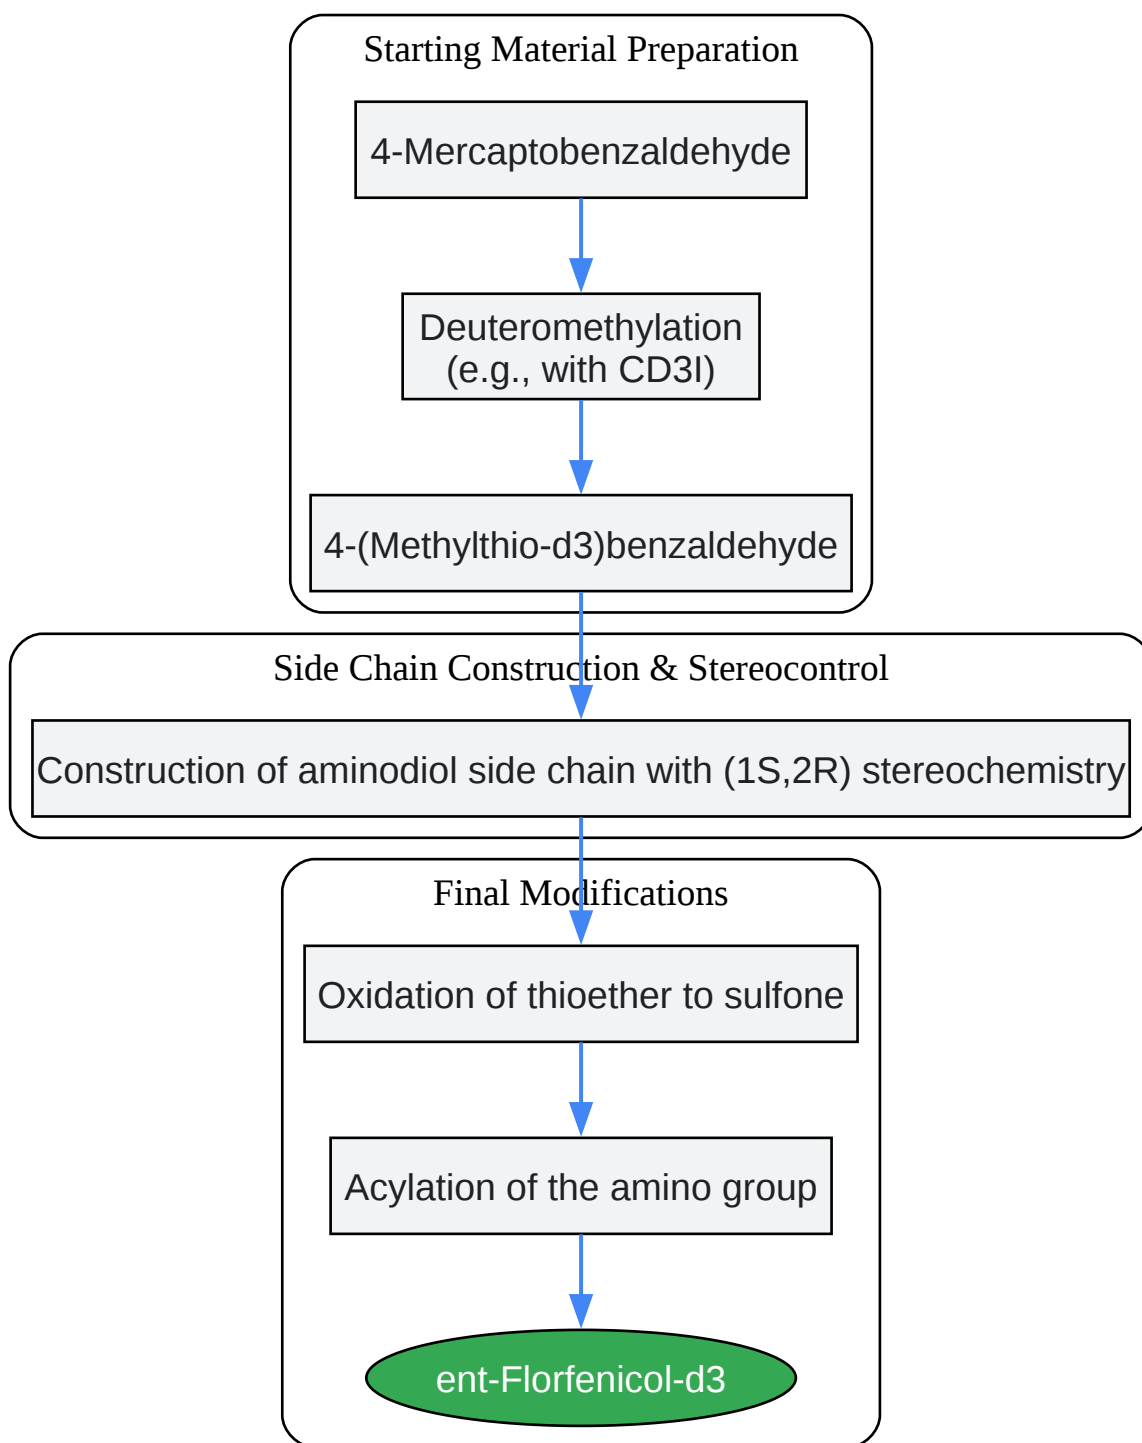 Starting Material Preparation
4-Mercaptobenzaldehyde
Deuteromethylation
(e.g., with CD3I)
4-(Methylthio-d3)benzaldehyde
Side Chain Construction & Stereocontrol
Construction of aminodiol side chain with (1S,2R) stereochemistry
Final Modifications
Oxidation of thioether to sulfone
Acylation of the amino group
ent-Florfenicol-d3